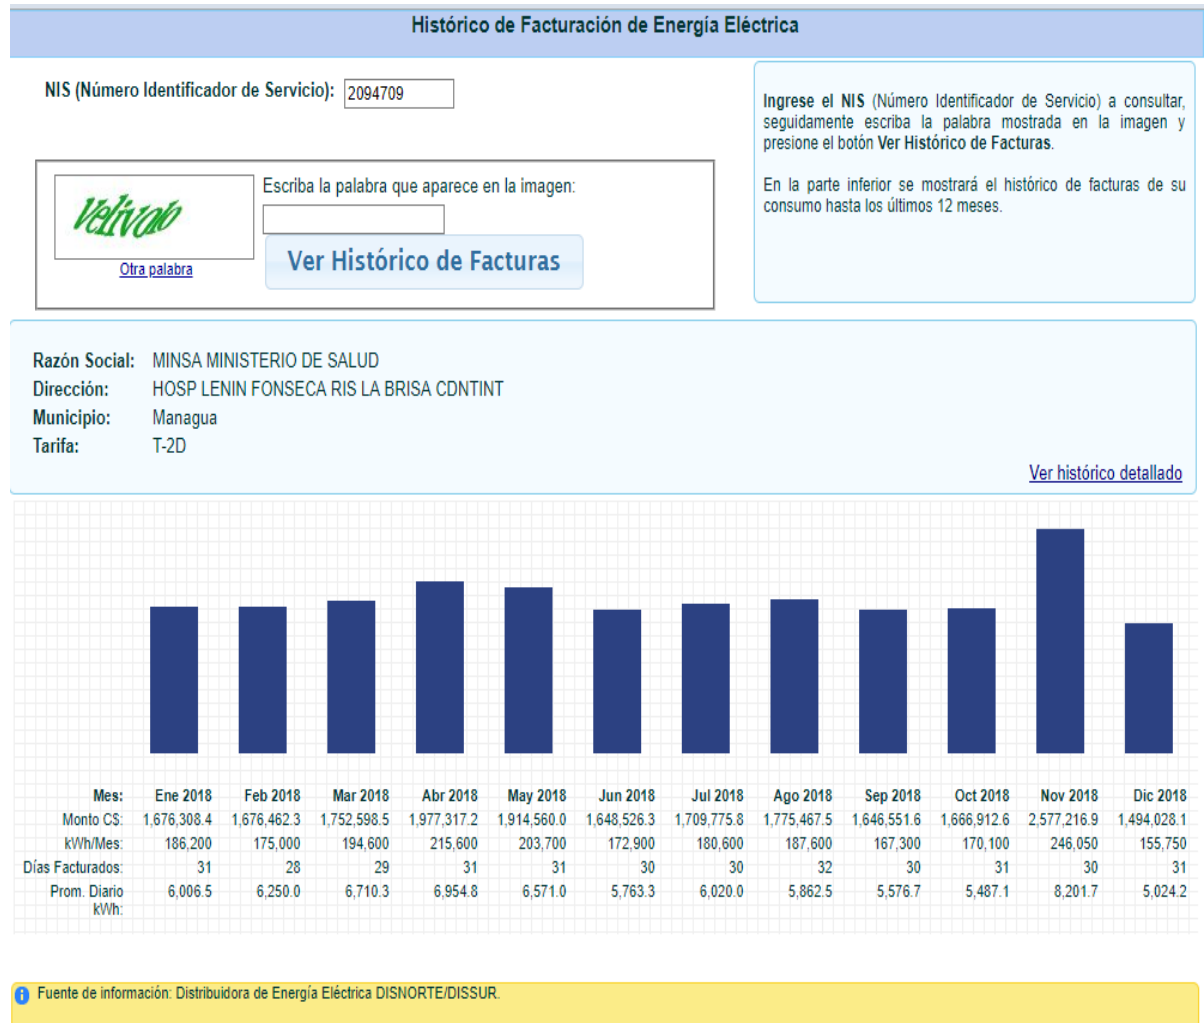 Histórico de Facturación de Energía Eléctrica
NIS (Número Identificador de Servicio): 2094709
Ingrese el NIS (Número Identificador de Servicio) a consultar,
seguidamente escriba la palabra mostrada en la imagen y
presione el botón Ver Histórico de Facturas.
En la parte inferior se mostrará el histórico de facturas de su
consumo hasta los últimos 12 meses.
Escriba la palabra que aparece en la imagen:
Velivolo
Otra palabra
Ver Histórico de Facturas
Razón Social: MINSA MINISTERIO DE SALUD
Dirección: HOSP LENIN FONSECA RIS LA BRISA CDNTINT
Municipio: Managua
Tarifa: T-2D
Ver histórico detallado
Mes: Ene 2018 Feb 2018 Mar 2018 Abr 2018 May 2018 Jun 2018 Jul 2018 Ago 2018 Sep 2018 Oct 2018 Nov 2018 Dic 2018
Monto C$: 1,676,308.4 1,676,462.3 1,752,598.5 1,977,317.2 1,914,560.0 1,648,526.3 1,709,775.8 1,775,467.5 1,646,551.6 1,666,912.6 2,577,216.9 1,494,028.1
kWh/Mes: 186,200 175,000 194,600 215,600 203,700 172,900 180,600 187,600 167,300 170,100 246,050 155,750
Días Facturados: 31 28 29 31 31 30 30 32 30 31 30 31
Prom. Diario 6,006.5 6,250.0 6,710.3 6,954.8 6,571.0 5,763.3 6,020.0 5,862.5 5,576.7 5,487.1 8,201.7 5,024.2
kWh:
Fuente de información: Distribuidora de Energía Eléctrica DISNORTE/DISSUR.